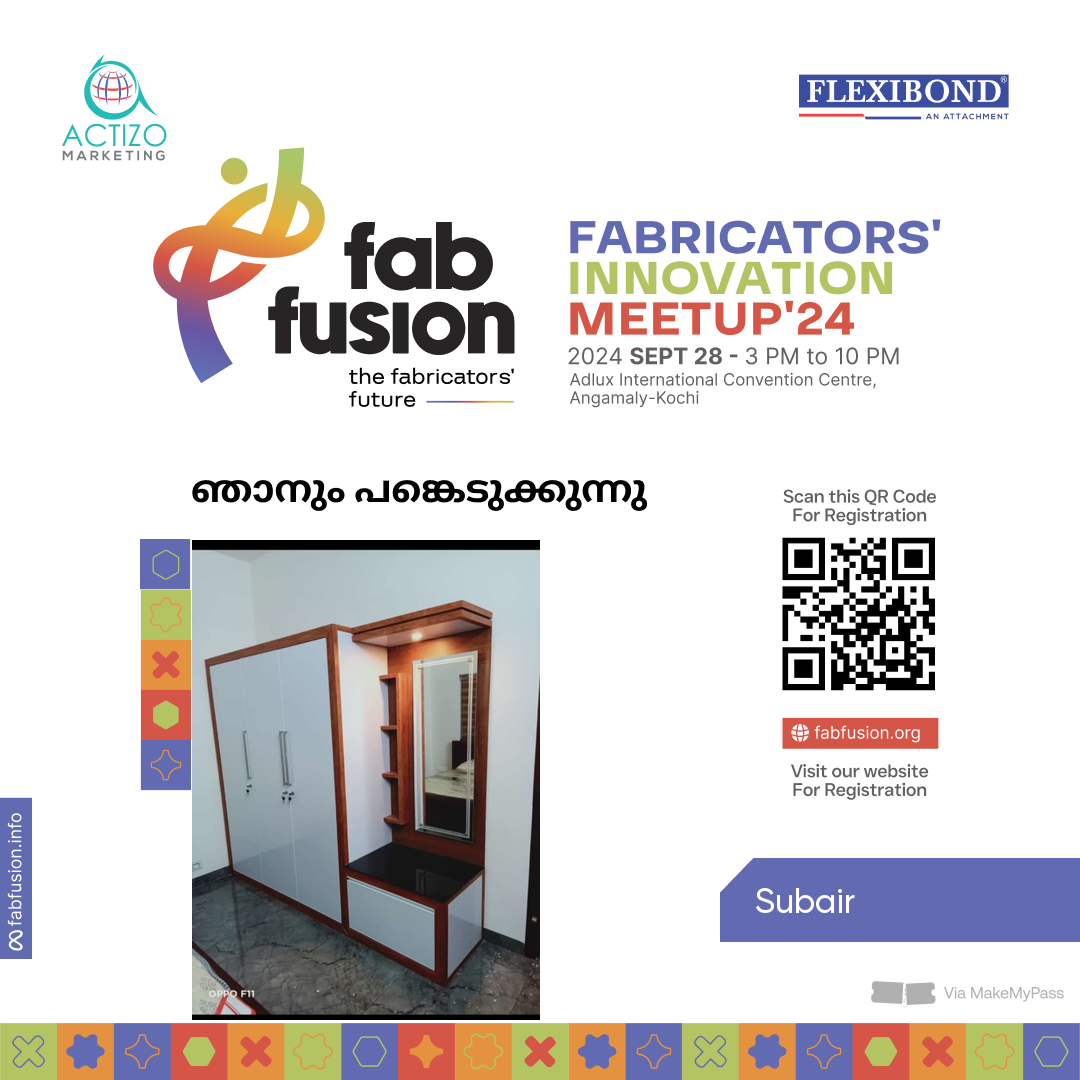 ACTIZO
MARKETING
FLEXIBOND®
AN ATTACHMENT
fab
fusion
the fabricators'
future
FABRICATORS'
INNOVATION
MEETUP'24
2024 SEPT 28 - 3 PM to 10 PM
Adlux International Convention Centre,
Angamaly-Kochi
ഞാനും പങ്കെടുക്കുന്നു
Scan this QR Code
For Registration
fabfusion.org
Visit our website
For Registration
fabfusion.info
Subair
OPPO F11
Via MakeMyPass